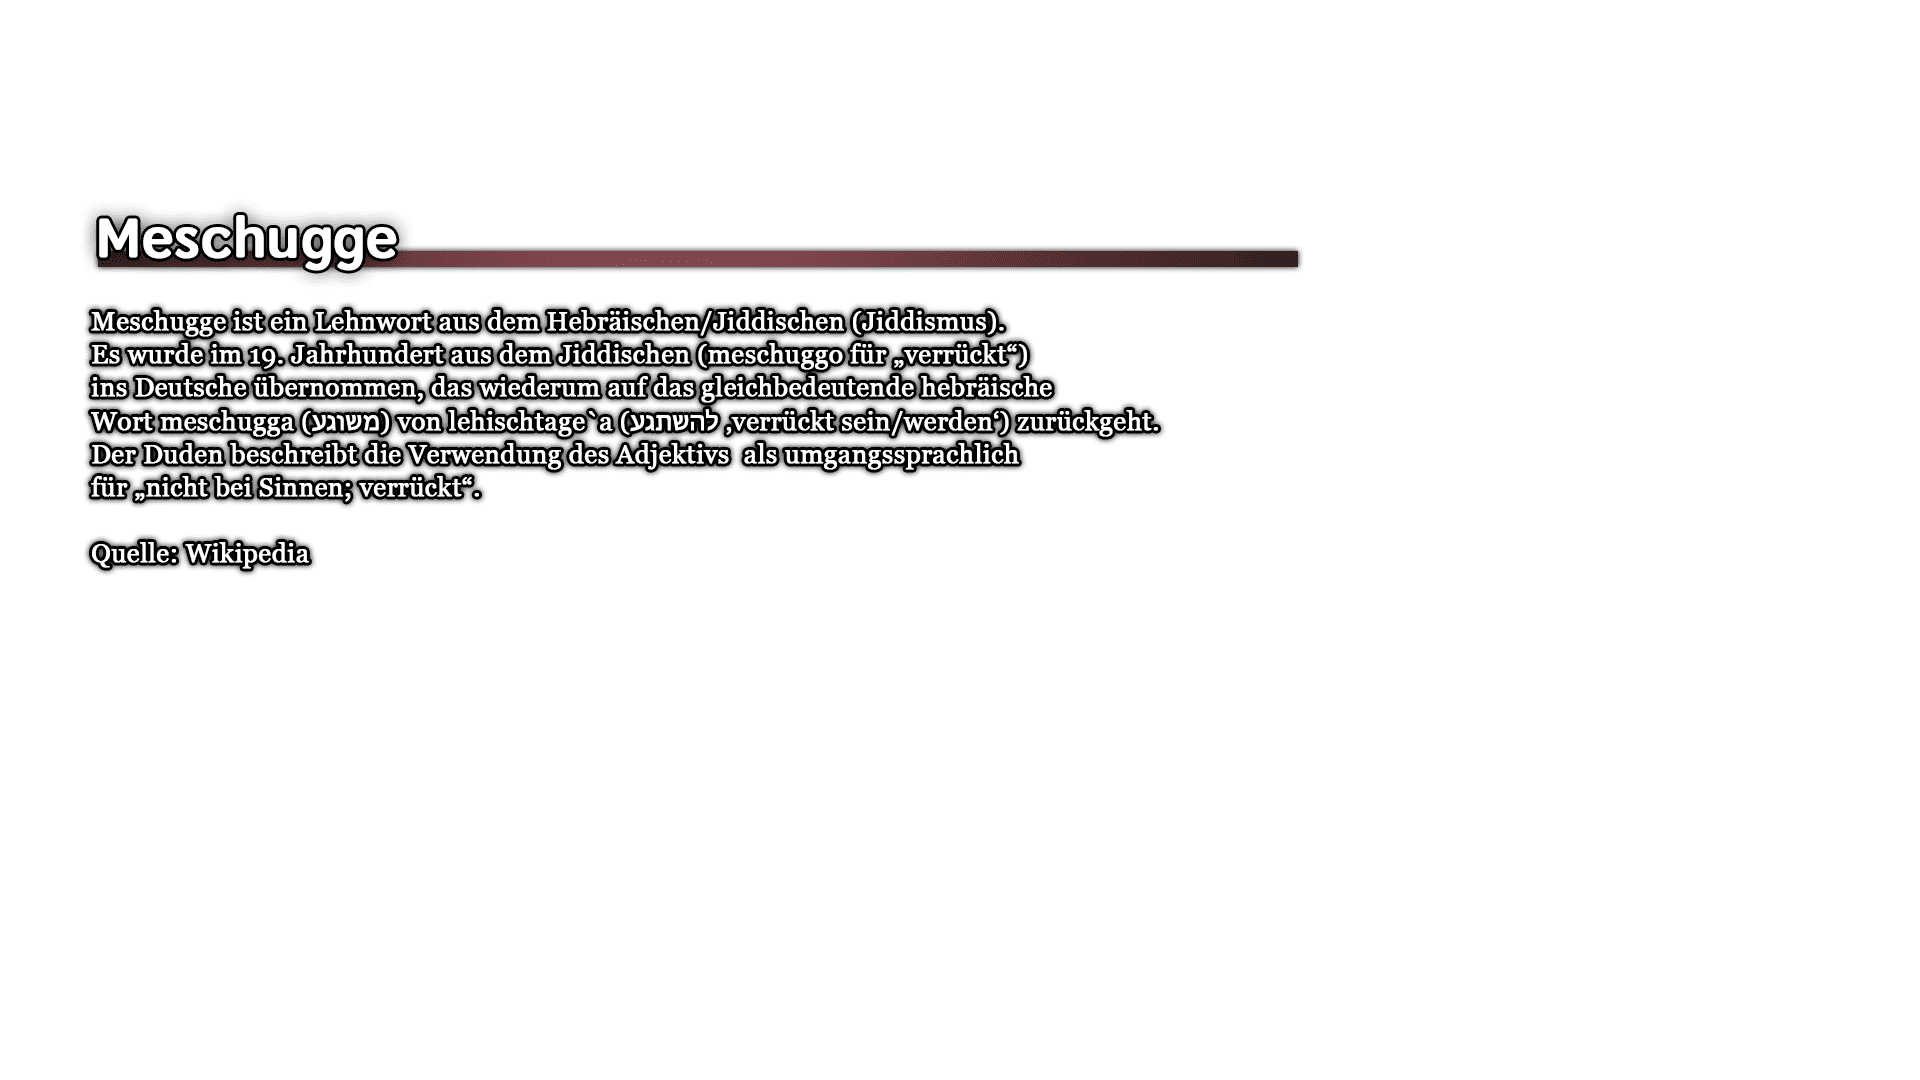 Meschugge
Meschugge ist ein Lehnwort aus dem Hebräischen/Jiddischen (Jiddismus).
Es wurde im 19. Jahrhundert aus dem Jiddischen (meschuggo für „verrückt“)
ins Deutsche übernommen, das wiederum auf das gleichbedeutende hebräische
Wort meschugga (משוגע) von lehischtage`a (להשתגע ‚verrückt sein/werden‘) zurückgeht.
Der Duden beschreibt die Verwendung des Adjektivs  als umgangssprachlich
für „nicht bei Sinnen; verrückt“.
Quelle: Wikipedia